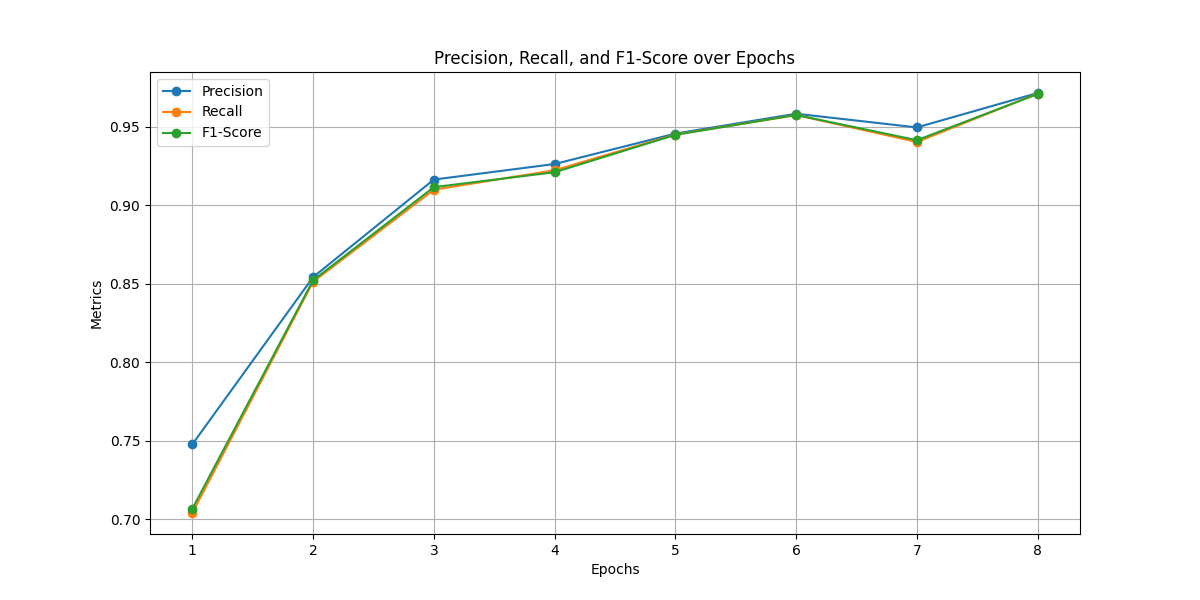 Precision, Recall, and F1-Score over Epochs
Precision
Recall
F1-Score
Metrics
0.95
0.90
0.85
0.80
0.75
0.70
1 2 3 4 5 6 7 8
Epochs